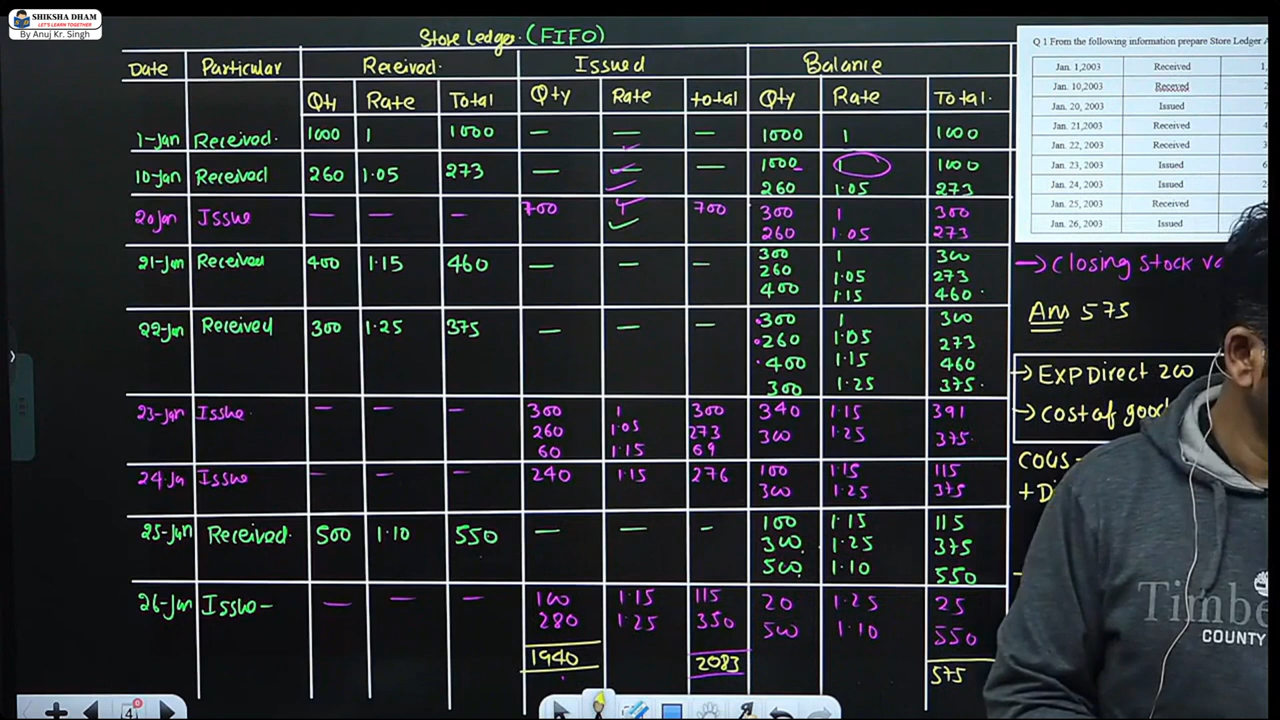 SHIKSHA DHAM
LET'S LEARN TOGETHER
By Anuj Kr. Singh
Store Ledger. (FIFO)
Date Particular Received. Issued Balance
Qty Rate Total Qty Rate total Qty Rate Total.
1-Jan Received. 1000 1 1000 — — — 1000 1 1000
10-Jan Received 260 1.05 273 — — — 1000 1 1000
260 1.05 273
20 Jan Issue — — - 700 1 700 300 1 300
260 1.05 273
21-Jan Received 400 1.15 460 — — — 300 1 300
260 1.05 273
400 1.15 460
22-Jan Received 300 1.25 375 — — — 300 1 300
260 1.05 273
400 1.15 460
300 1.25 375
23-Jan Issue - — - 300 1 300 340 1.15 391
260 1.05 273 300 1.25 375
60 1.15 69
24 Jan Issue - — - 240 1.15 276 100 1.15 115
300 1.25 375
25-Jan Received. 500 1.10 550 — — - 100 1.15 115
300 1.25 375
500 1.10 550
26-Jan Issue - — — — 100 1.15 115 20 1.25 25
280 1.25 350 500 1.10 550
1940 2083 575
Q 1 From the following information prepare Store Ledger A
Jan. 1,2003 Received 1,
Jan. 10,2003 Received 2
Jan. 20, 2003 Issued 7
Jan. 21,2003 Received 4
Jan. 22, 2003 Received 3
Jan. 23, 2003 Issued 6
Jan. 24, 2003 Issued 2
Jan. 25, 2003 Received
Jan. 26, 2003 Issued
→ Closing Stock va
Ans 575
→ EXP Direct 200
→ Cost of good
COGS -
+ Di
Timbe
COUNTY
4